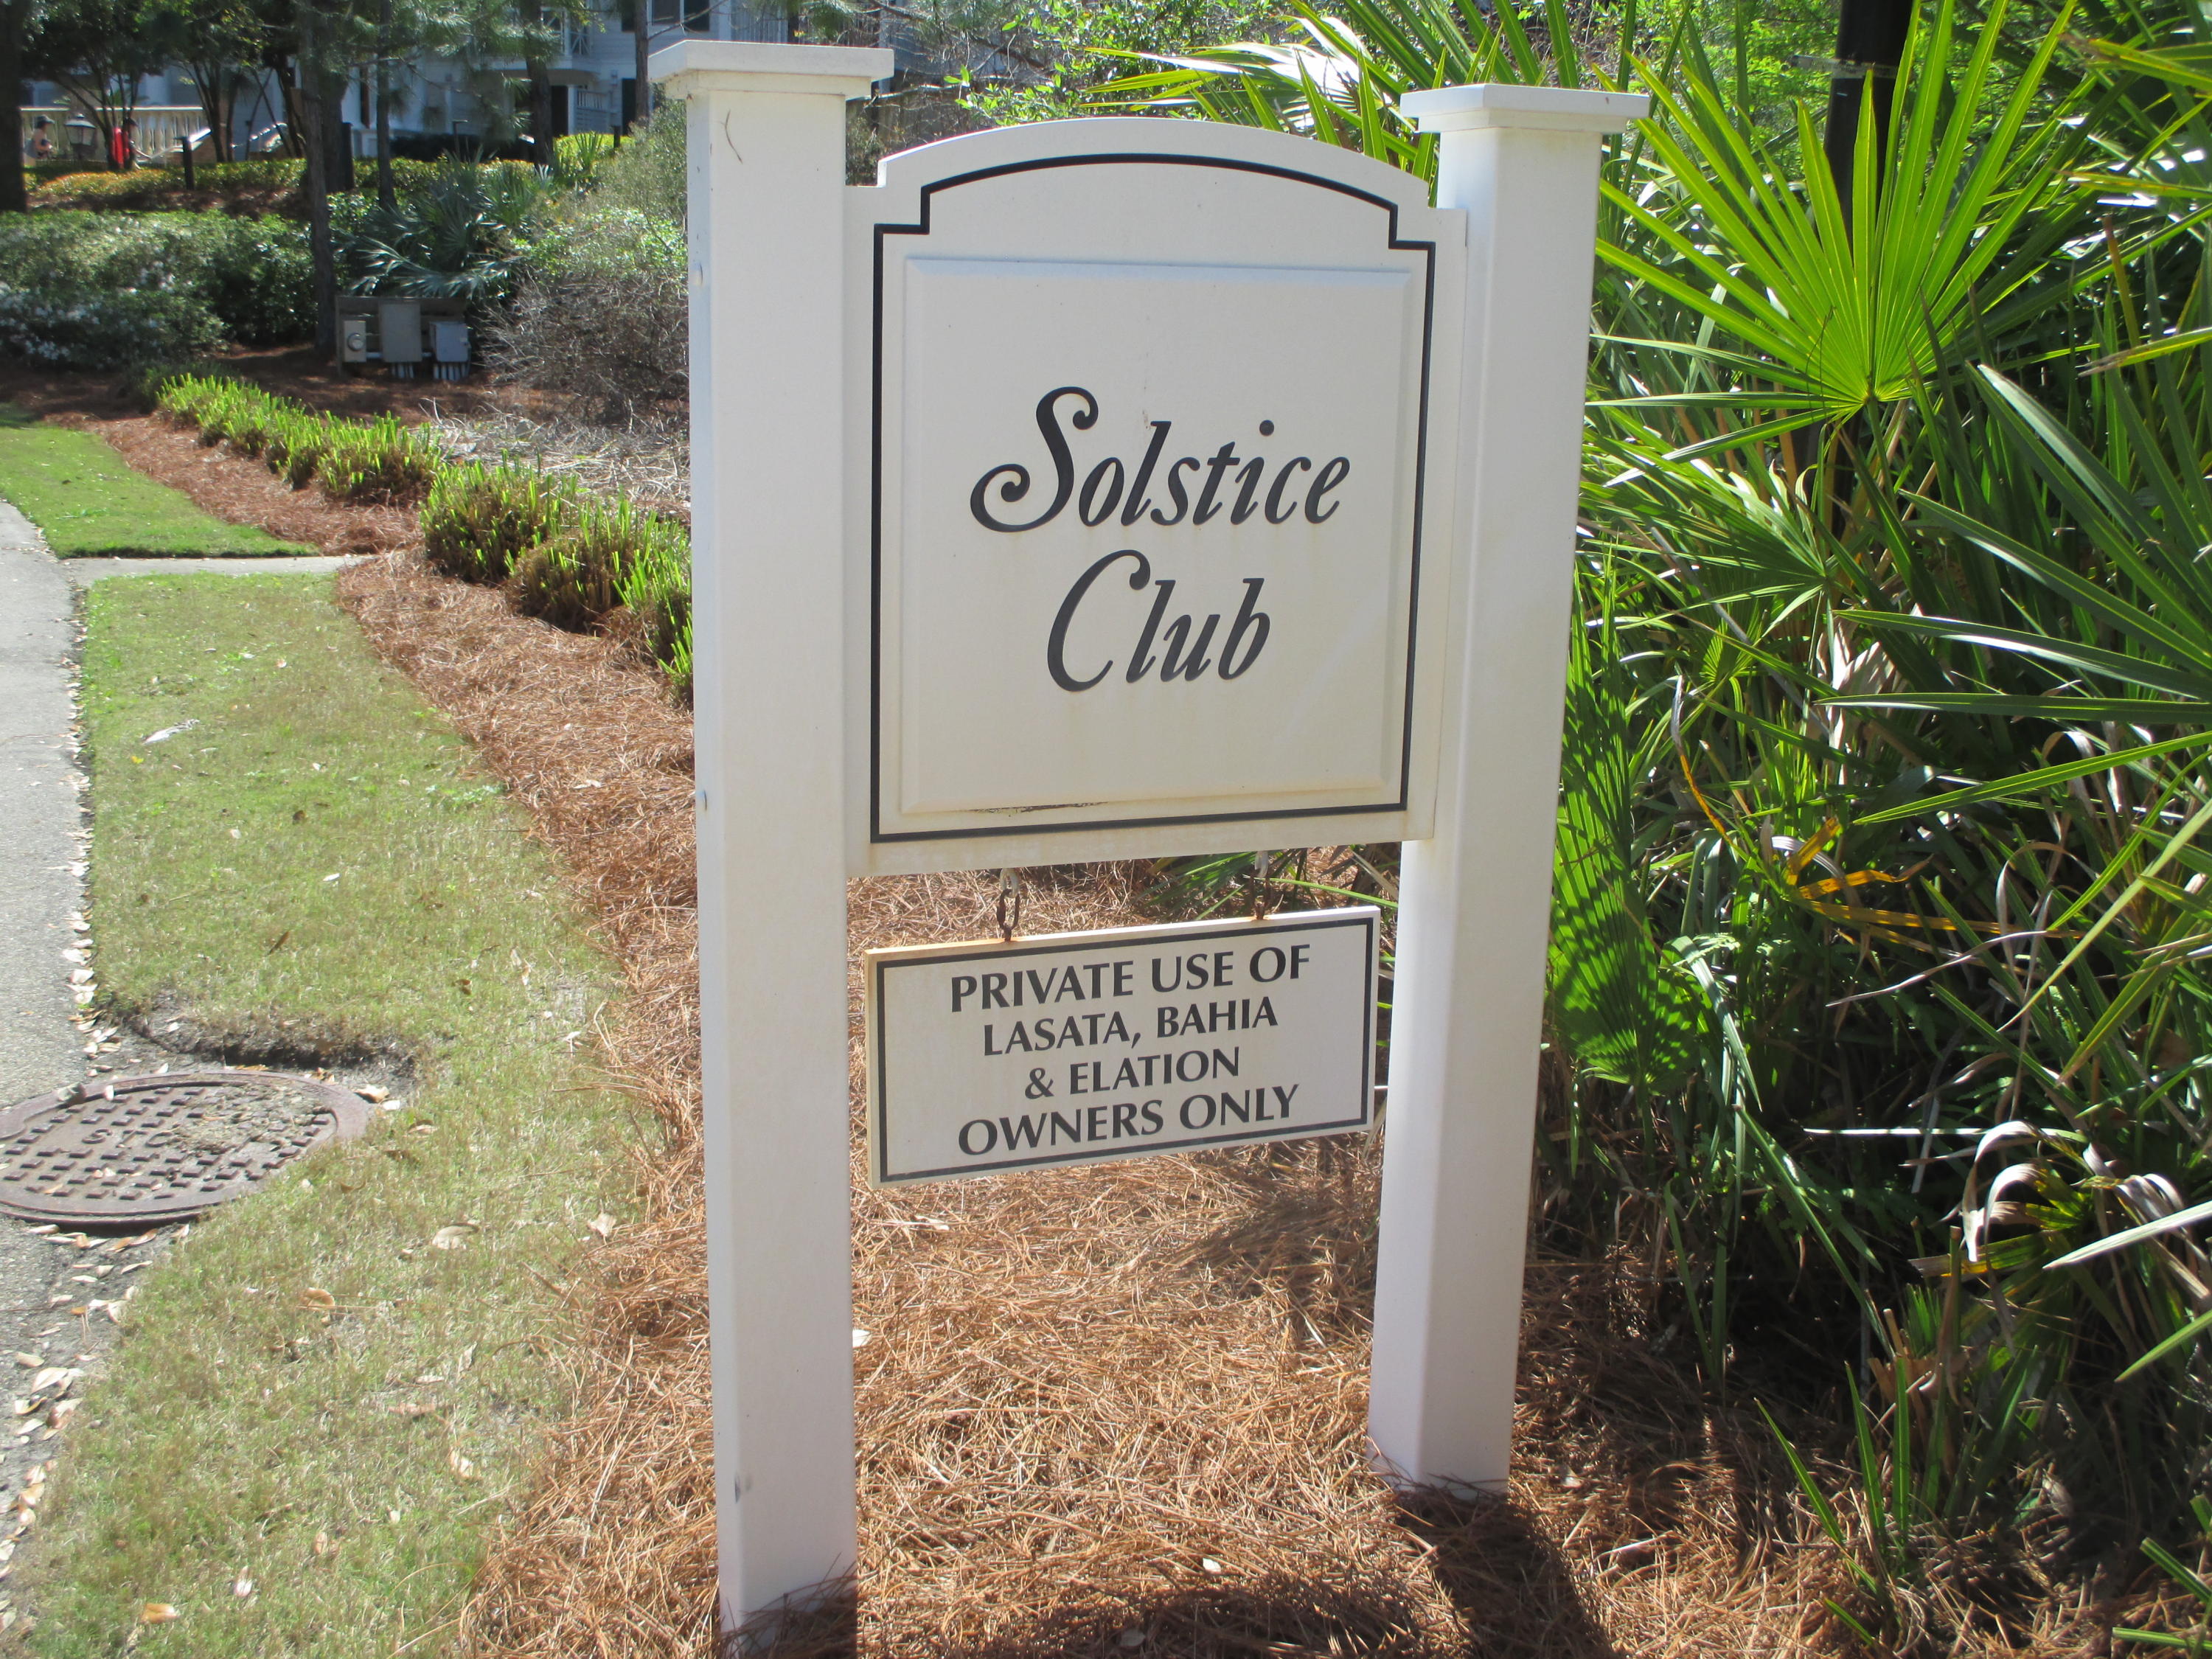 Solstice
Club
PRIVATE USE OF
LASATA, BAHIA
& ELATION
OWNERS ONLY